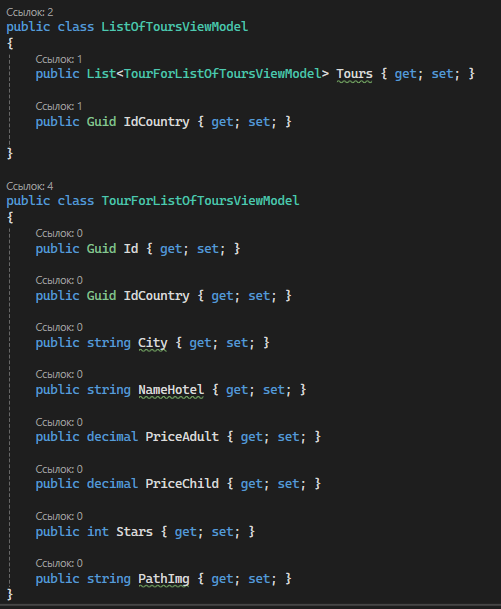 Ссылок: 2
public class ListOfToursViewModel
{
Ссылок: 1
public List<TourForListOfToursViewModel> Tours { get; set; }
Ссылок: 1
public Guid IdCountry { get; set; }
}
Ссылок: 4
public class TourForListOfToursViewModel
{
Ссылок: 0
public Guid Id { get; set; }
Ссылок: 0
public Guid IdCountry { get; set; }
Ссылок: 0
public string City { get; set; }
Ссылок: 0
public string NameHotel { get; set; }
Ссылок: 0
public decimal PriceAdult { get; set; }
Ссылок: 0
public decimal PriceChild { get; set; }
Ссылок: 0
public int Stars { get; set; }
Ссылок: 0
public string PathImg { get; set; }
}